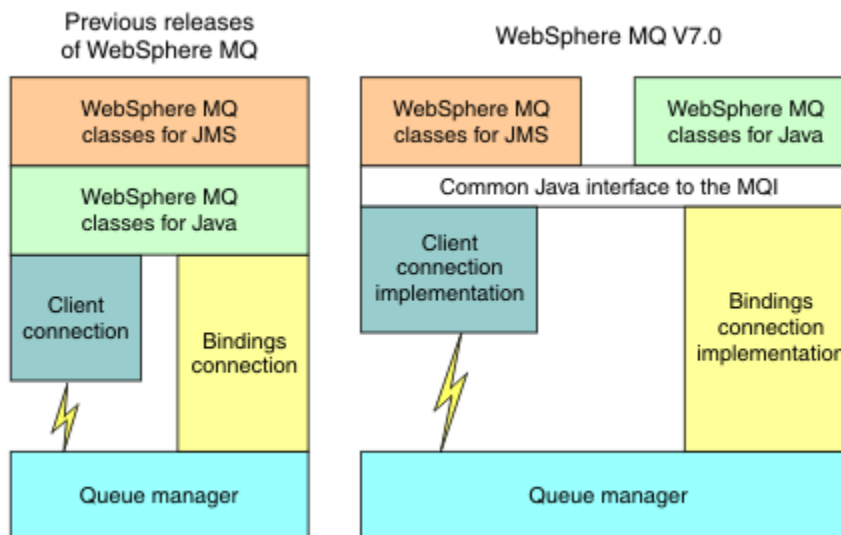 Previous releases
of WebSphere MQ
WebSphere MQ
classes for JMS
WebSphere MQ
classes for Java
Client
connection
Bindings
connection
Queue manager
WebSphere MQ V7.0
WebSphere MQ
classes for JMS
WebSphere MQ
classes for Java
Common Java interface to the MQI
Client
connection
implementation
Bindings
connection
implementation
Queue manager